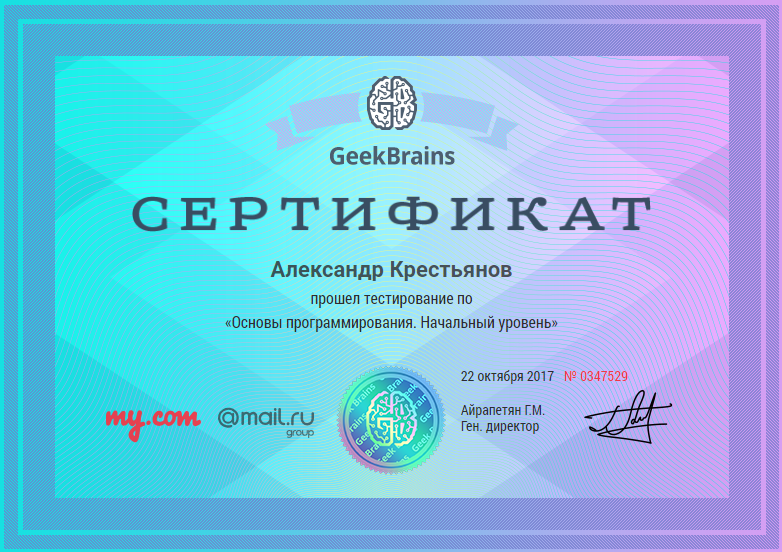 GeekBrains
СЕРТИФИКАТ
Александр Крестьянов
прошел тестирование по
«Основы программирования. Начальный уровень»
22 октября 2017 № 0347529
Айрапетян Г.М.
Ген. директор
my.com @mail.ru
group